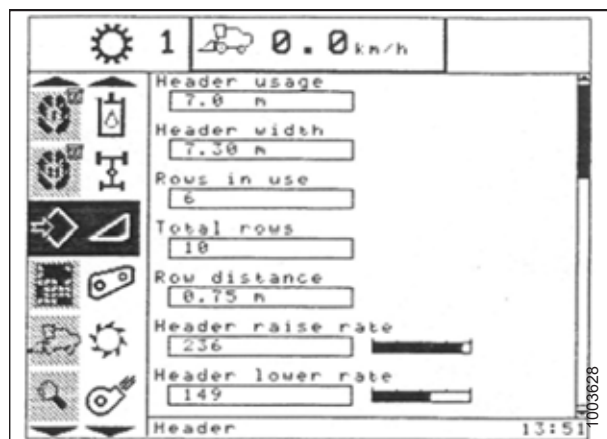 1 0.0 km/h
Header usage
7.0 m
Header width
7.30 m
Rows in use
6
Total rows
10
Row distance
0.75 m
Header raise rate
236
Header lower rate
149
Header 13:51
1003628